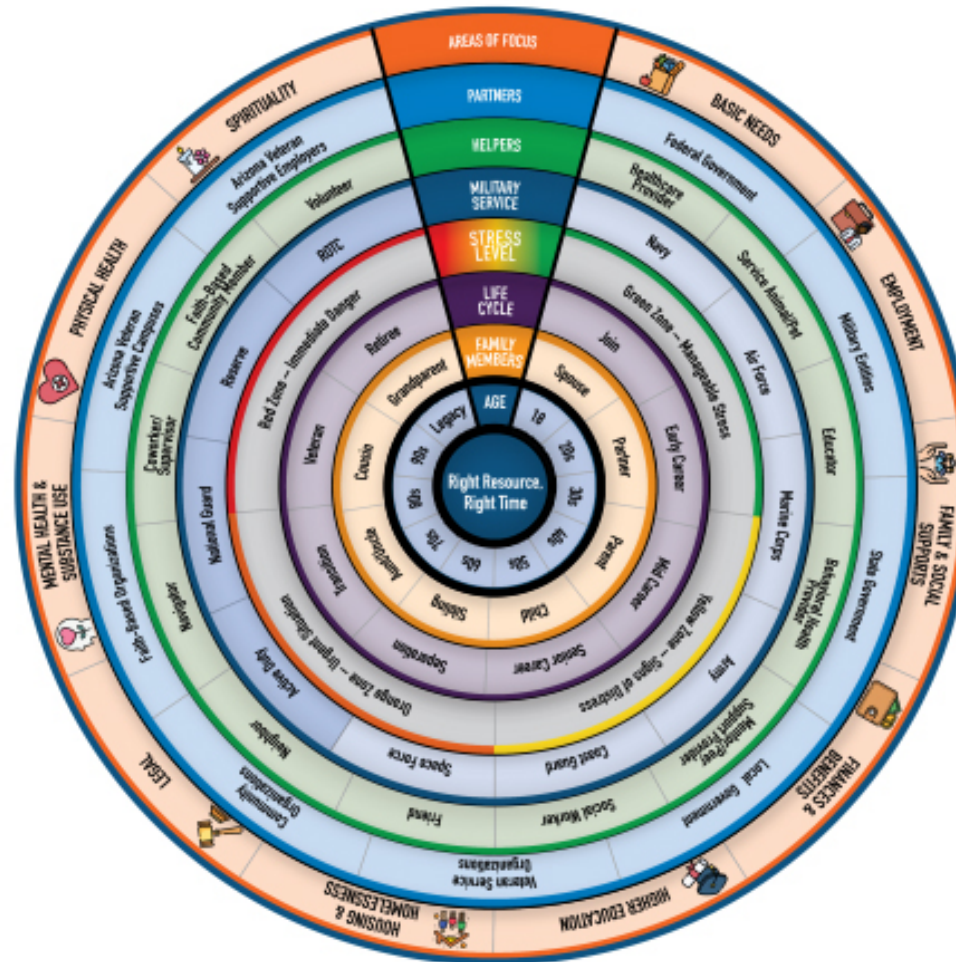 AREAS OF FOCUS
PARTNERS
HELPERS
MILITARY
SERVICE
STRESS
LEVEL
LIFE
CYCLE
FAMILY
MEMBERS
AGE
Right Resource,
Right Time
BASIC NEEDS
EMPLOYMENT
FAMILY & SOCIAL
SUPPORTS
FINANCES &
BENEFITS
HIGHER EDUCATION
HOUSING &
HOMELESSNESS
LEGAL
MENTAL HEALTH &
SUBSTANCE USE
PHYSICAL HEALTH
SPIRITUALITY
Federal Government
Military Entities
State Government
Local Government
Veteran Service
Organizations
Community
Organizations
Faith-Based Organizations
Arizona Veteran
Supportive Campuses
Arizona Veteran
Supportive Employers
Healthcare
Provider
Service Animal/Pet
Educator
Behavioral Health
Provider
Mentor/Peer
Support Provider
Social Worker
Friend
Neighbor
Navigator
Coworker/
Supervisor
Faith-Based
Community Member
Volunteer
Navy
Air Force
Marine Corps
Army
Coast Guard
Space Force
Active Duty
National Guard
Reserve
ROTC
Green Zone – Manageable Stress
Yellow Zone – Signs of Distress
Orange Zone – Urgent Situation
Red Zone – Immediate Danger
Join
Early Career
Mid Career
Senior Career
Separation
Transition
Veteran
Retiree
Spouse
Partner
Parent
Child
Sibling
Aunt/Uncle
Cousin
Grandparent
18
20s
30s
40s
50s
60s
70s
80s
90s
Legacy